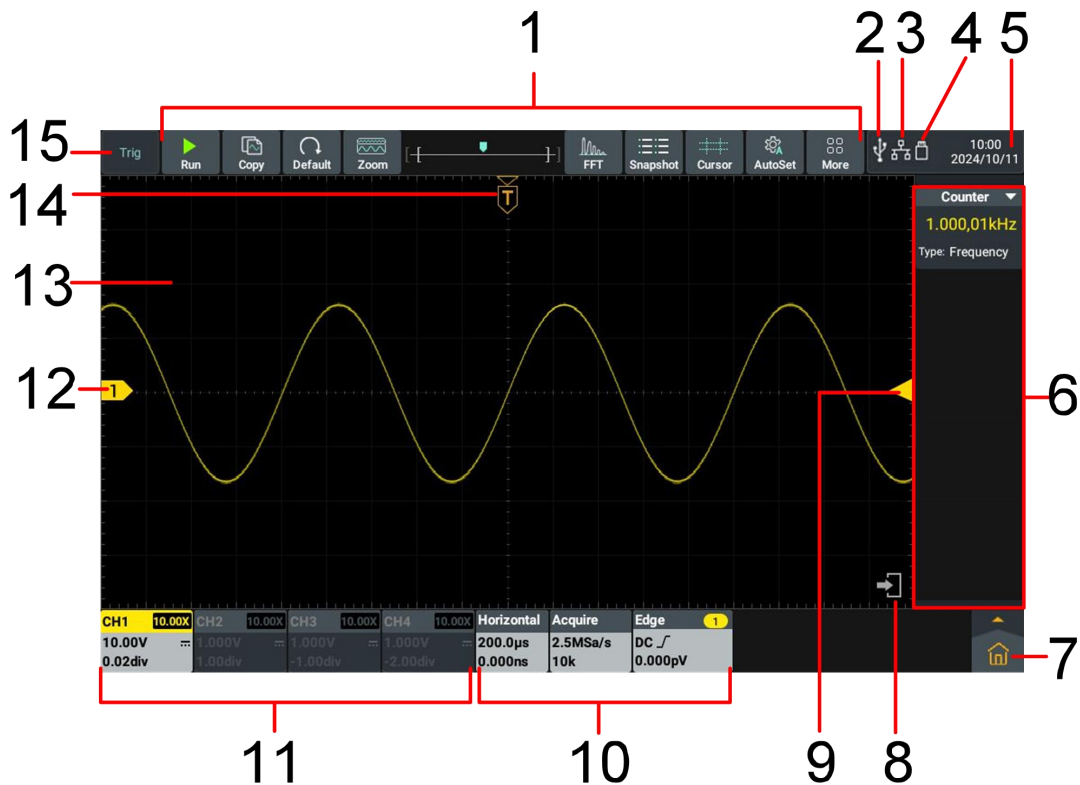 1
2 3 4 5
15
Trig
Run
Copy
Default
Zoom
FFT
Snapshot
Cursor
AutoSet
More
10:00
2024/10/11
14
T
Counter
1.000,01kHz
Type: Frequency
13
12
1
9
6
CH1 10.00X
10.00V
0.02div
CH2 10.00X
1.000V
1.00div
CH3 10.00X
1.000V
-1.00div
CH4 10.00X
1.000V
-2.00div
Horizontal
200.0μs
0.000ns
Acquire
2.5MSa/s
10k
Edge 1
DC
0.000pV
7
11
10
9
8